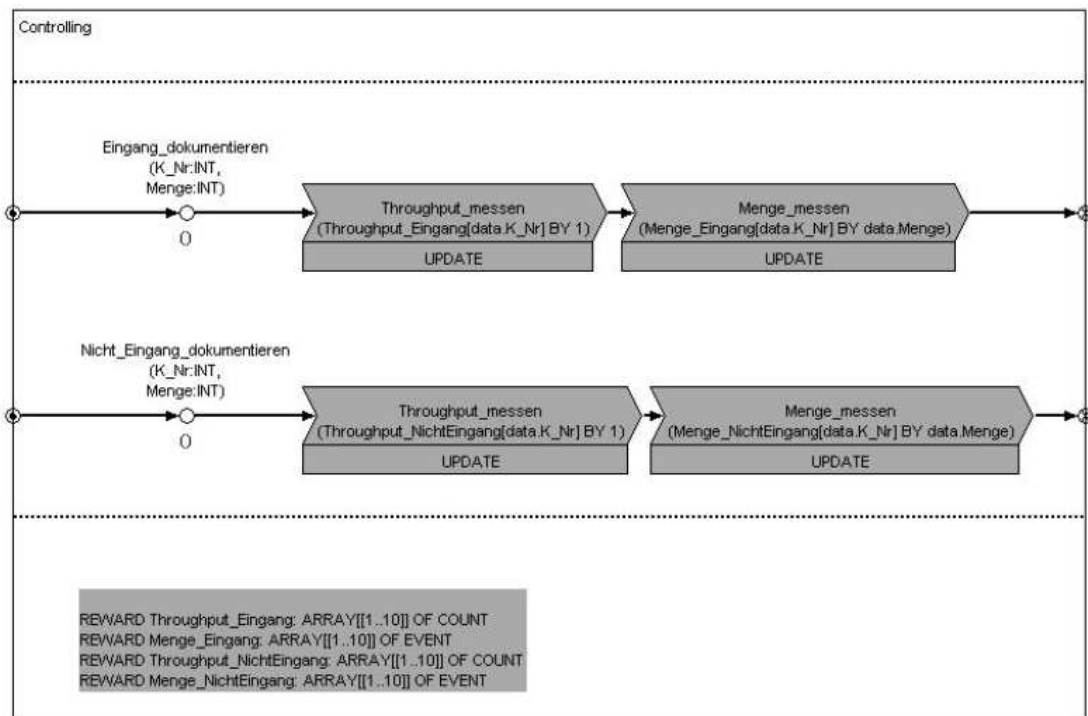 Controlling
Eingang_dokumentieren
(K_Nr:INT,
Menge:INT)
()
Throughput_messen
(Throughput_Eingang[data.K_Nr] BY 1)
UPDATE
Menge_messen
(Menge_Eingang[data.K_Nr] BY data.Menge)
UPDATE
Nicht_Eingang_dokumentieren
(K_Nr:INT,
Menge:INT)
()
Throughput_messen
(Throughput_NichtEingang[data.K_Nr] BY 1)
UPDATE
Menge_messen
(Menge_NichtEingang[data.K_Nr] BY data.Menge)
UPDATE
REWARD Throughput_Eingang: ARRAY[[1..10]] OF COUNT
REWARD Menge_Eingang: ARRAY[[1..10]] OF EVENT
REWARD Throughput_NichtEingang: ARRAY[[1..10]] OF COUNT
REWARD Menge_NichtEingang: ARRAY[[1..10]] OF EVENT